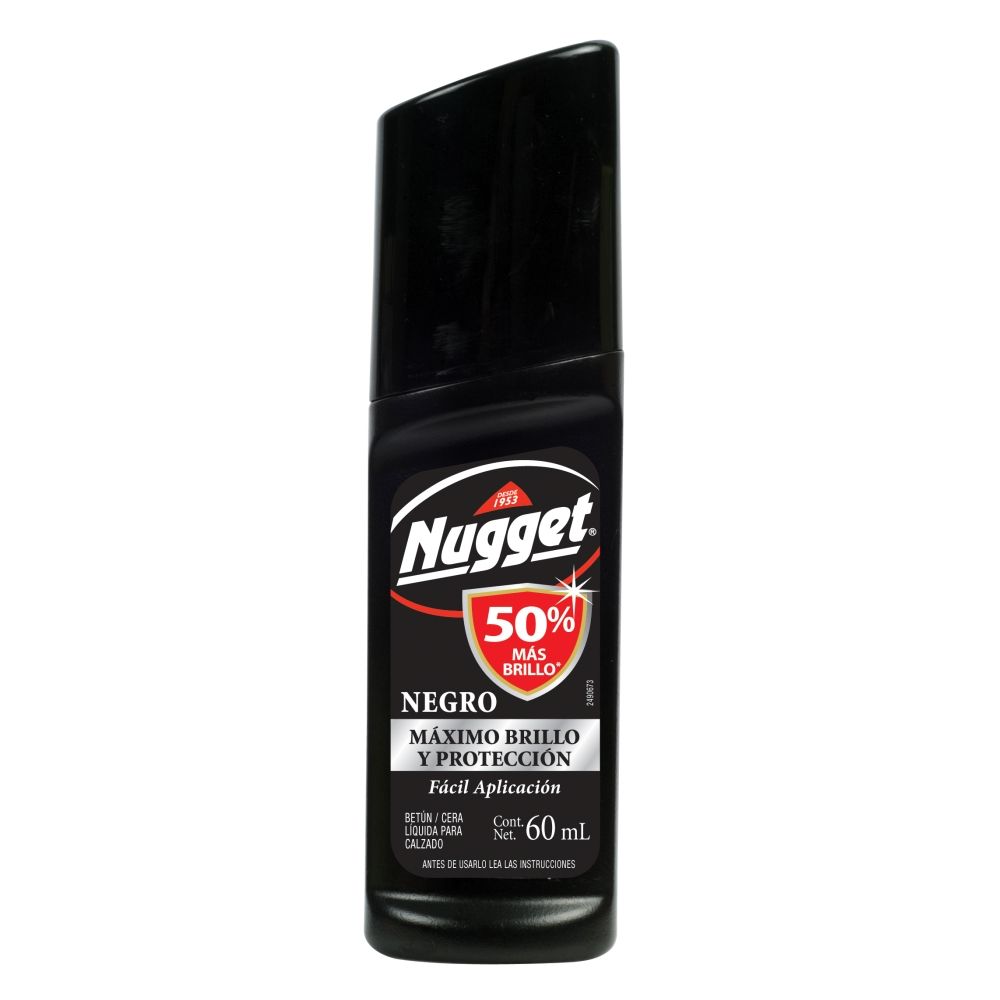 DESDE
1953
Nugget®
50%
MÁS
BRILLO*
2490673
NEGRO
MÁXIMO BRILLO
Y PROTECCIÓN
Fácil Aplicación
BETÚN / CERA
LÍQUIDA PARA
CALZADO
Cont.
Net. 60 mL
ANTES DE USARLO LEA LAS INSTRUCCIONES